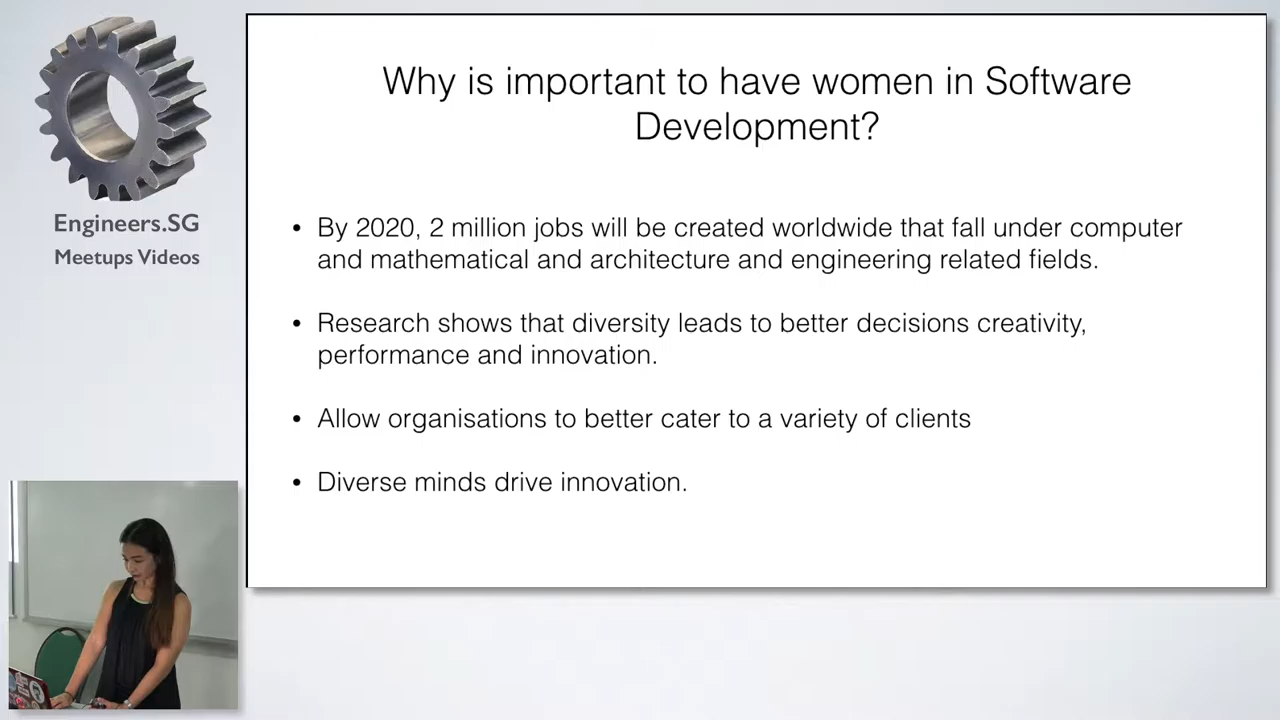 Why is important to have women in Software
Development?
• By 2020, 2 million jobs will be created worldwide that fall under computer
and mathematical and architecture and engineering related fields.
• Research shows that diversity leads to better decisions creativity,
performance and innovation.
• Allow organisations to better cater to a variety of clients
• Diverse minds drive innovation.
Engineers.SG
Meetups Videos